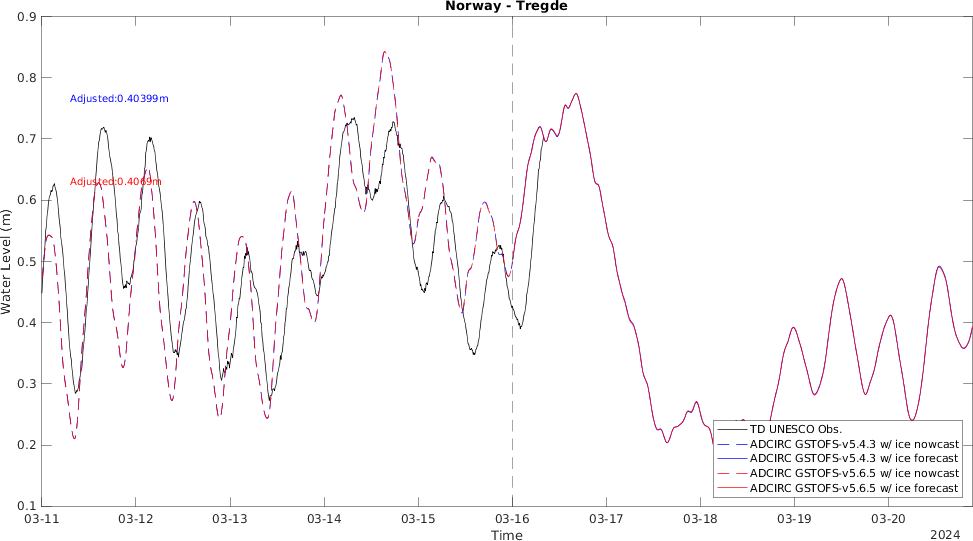 Norway - Tregde
0.9
0.8
0.7
0.6
0.5
0.4
0.3
0.2
0.1
Water Level (m)
Adjusted:0.40399m
Adjusted:0.4069m
TD UNESCO Obs.
ADCIRC GSTOFS-v5.4.3 w/ ice nowcast
ADCIRC GSTOFS-v5.4.3 w/ ice forecast
ADCIRC GSTOFS-v5.6.5 w/ ice nowcast
ADCIRC GSTOFS-v5.6.5 w/ ice forecast
03-11 03-12 03-13 03-14 03-15 03-16 03-17 03-18 03-19 03-20
Time
2024